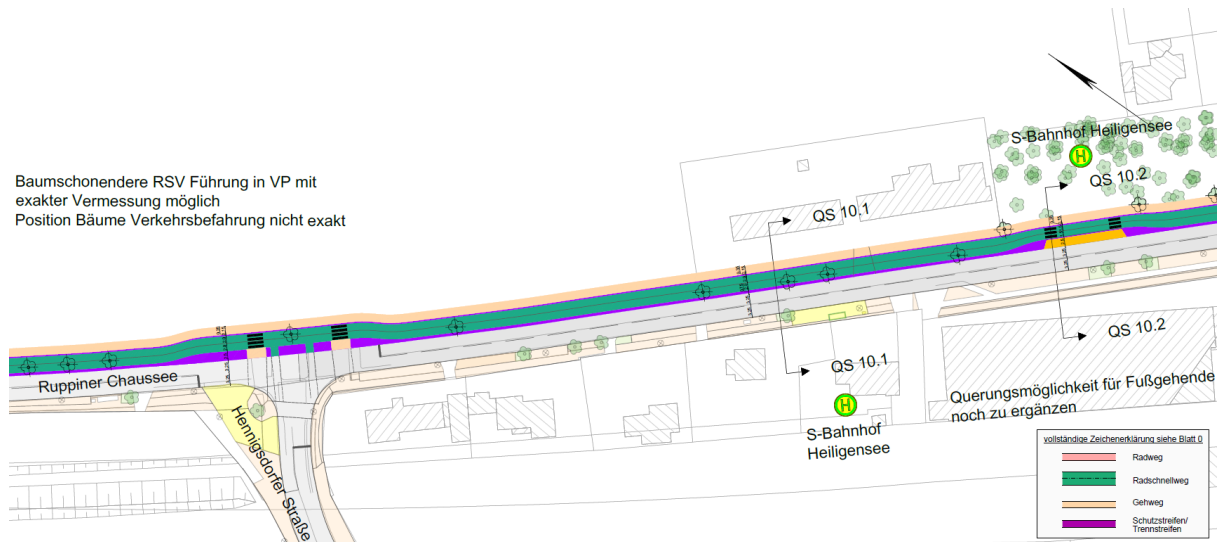 S-Bahnhof Heiligensee
H
QS 10.2
Baumschonendere RSV Führung in VP mit
exakter Vermessung möglich
Position Bäume Verkehrsbefahrung nicht exakt
QS 10.1
QS 10.2
QS 10.1
Ruppiner Chaussee
Querungsmöglichkeit für Fußgehende
noch zu ergänzen
H
S-Bahnhof
Heiligensee
Hennigsdorfer Straße
vollständige Zeichenerklärung siehe Blatt 0
Radweg
Radschnellweg
Gehweg
Schutzstreifen/
Trennstreifen